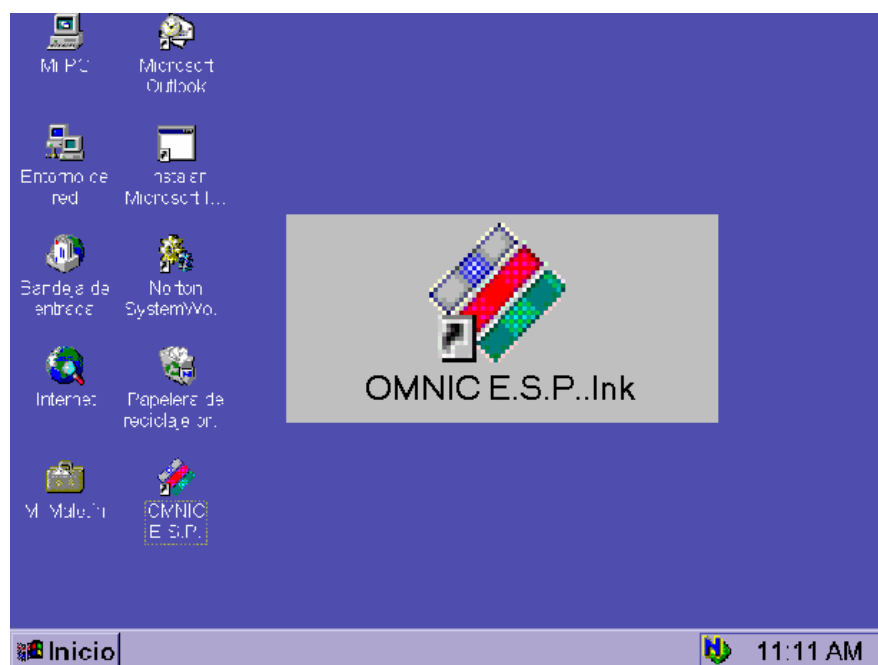 Mi PC
Microsoft
Outlook
Entorno de
red
Instalar
Microsoft I...
Bandeja de
entrada
Norton
SystemWo..
Internet
Papelera de
reciclaje pr..
Mi Maletín
OMNIC
E.S.P.
OMNIC E.S.P..lnk
Inicio
11:11 AM